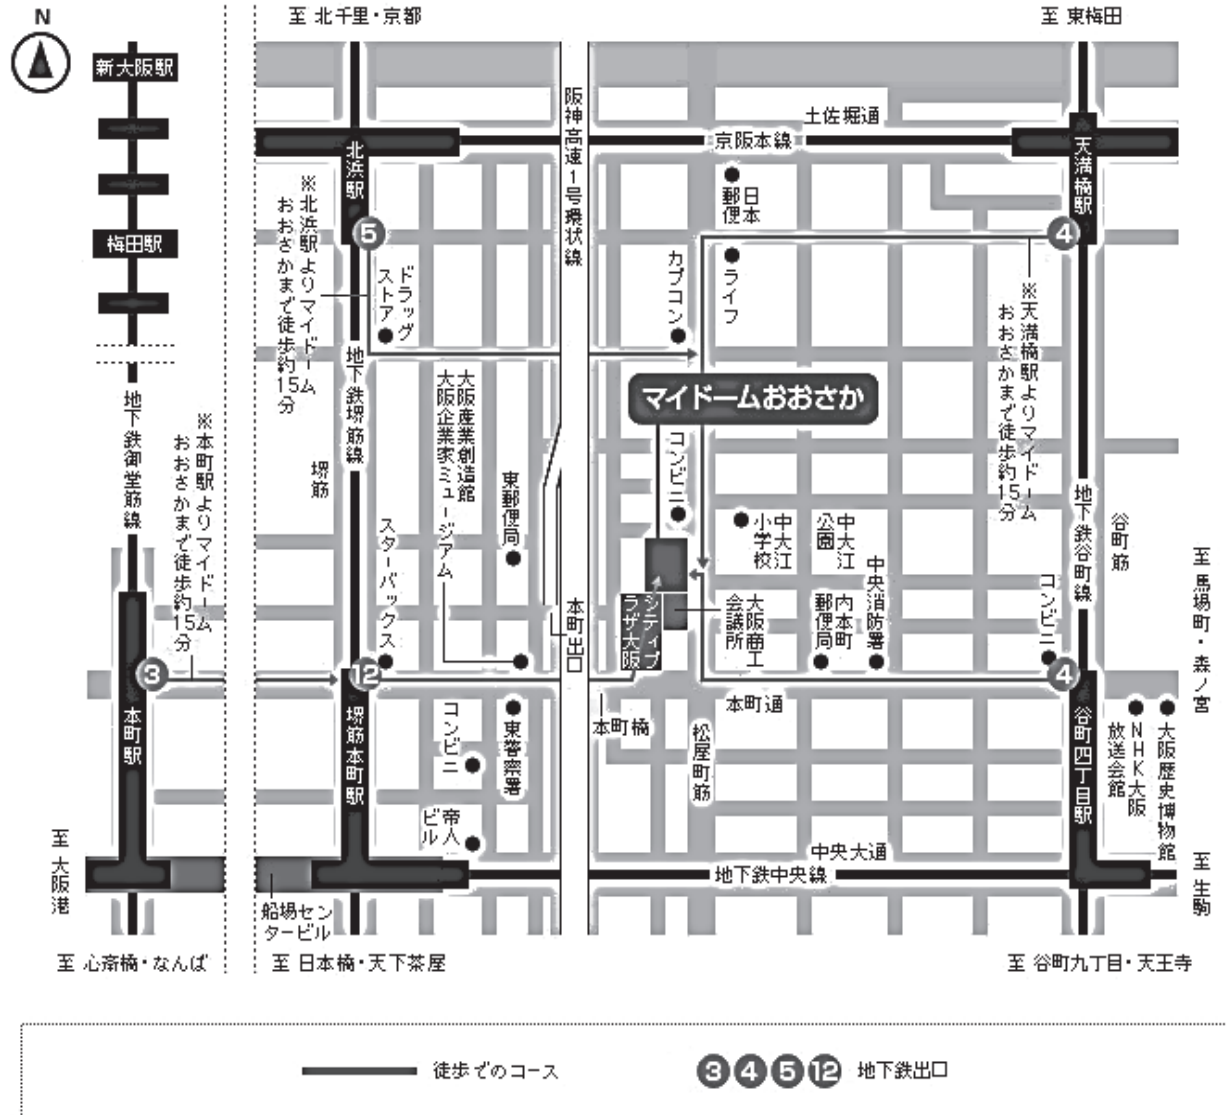 N
至 北千里・京都
至 東梅田
新大阪駅
梅田駅
地下鉄御堂筋線
※本町駅よりマイドーム
おおさかまで徒歩約15分
3
本町駅
至 大阪港
至 心斎橋・なんば
北浜駅
5
※北浜駅よりマイドーム
おおさかまで徒歩約15分
ドラッグ
ストア
地下鉄堺筋線
堺筋
大阪産業創造館
大阪企業家ミュージアム
東郵便局
スターバックス
12
堺筋本町駅
コンビニ
東警察署
帝人
ビル
船場セン
タービル
至 日本橋・天下茶屋
阪神高速1号環状線
本町出口
本町橋
土佐堀通
京阪本線
日本
郵便
カプコン
ライフ
マイドームおおさか
コンビニ
中大江
小学校
中大江
公園
シティプ
ラザ大阪
大阪商工
会議所
内本町
郵便局
中央消防署
本町通
松屋町筋
中央大通
地下鉄中央線
天満橋駅
4
※天満橋駅よりマイドーム
おおさかまで徒歩約15分
地下鉄谷町線
谷町筋
コンビニ
4
谷町四丁目駅
NHK大阪
放送会館
大阪歴史博物館
至 馬場町・森ノ宮
至 生駒
至 谷町九丁目・天王寺
徒歩でのコース
3 4 5 12 地下鉄出口